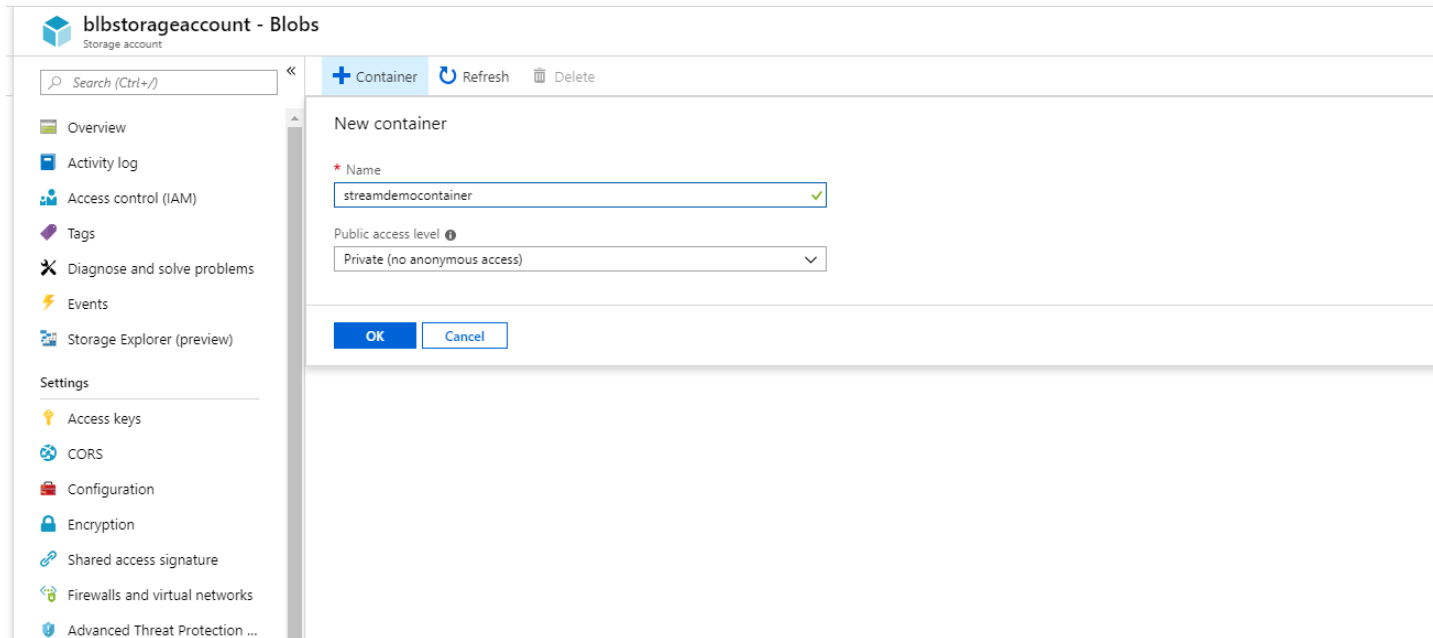 blbstorageaccount - Blobs
Storage account
Search (Ctrl+/)
«
Overview
Activity log
Access control (IAM)
Tags
Diagnose and solve problems
Events
Storage Explorer (preview)
Settings
Access keys
CORS
Configuration
Encryption
Shared access signature
Firewalls and virtual networks
Advanced Threat Protection ...
+ Container Refresh Delete
New container
* Name
streamdemocontainer
Public access level
Private (no anonymous access)
OK Cancel